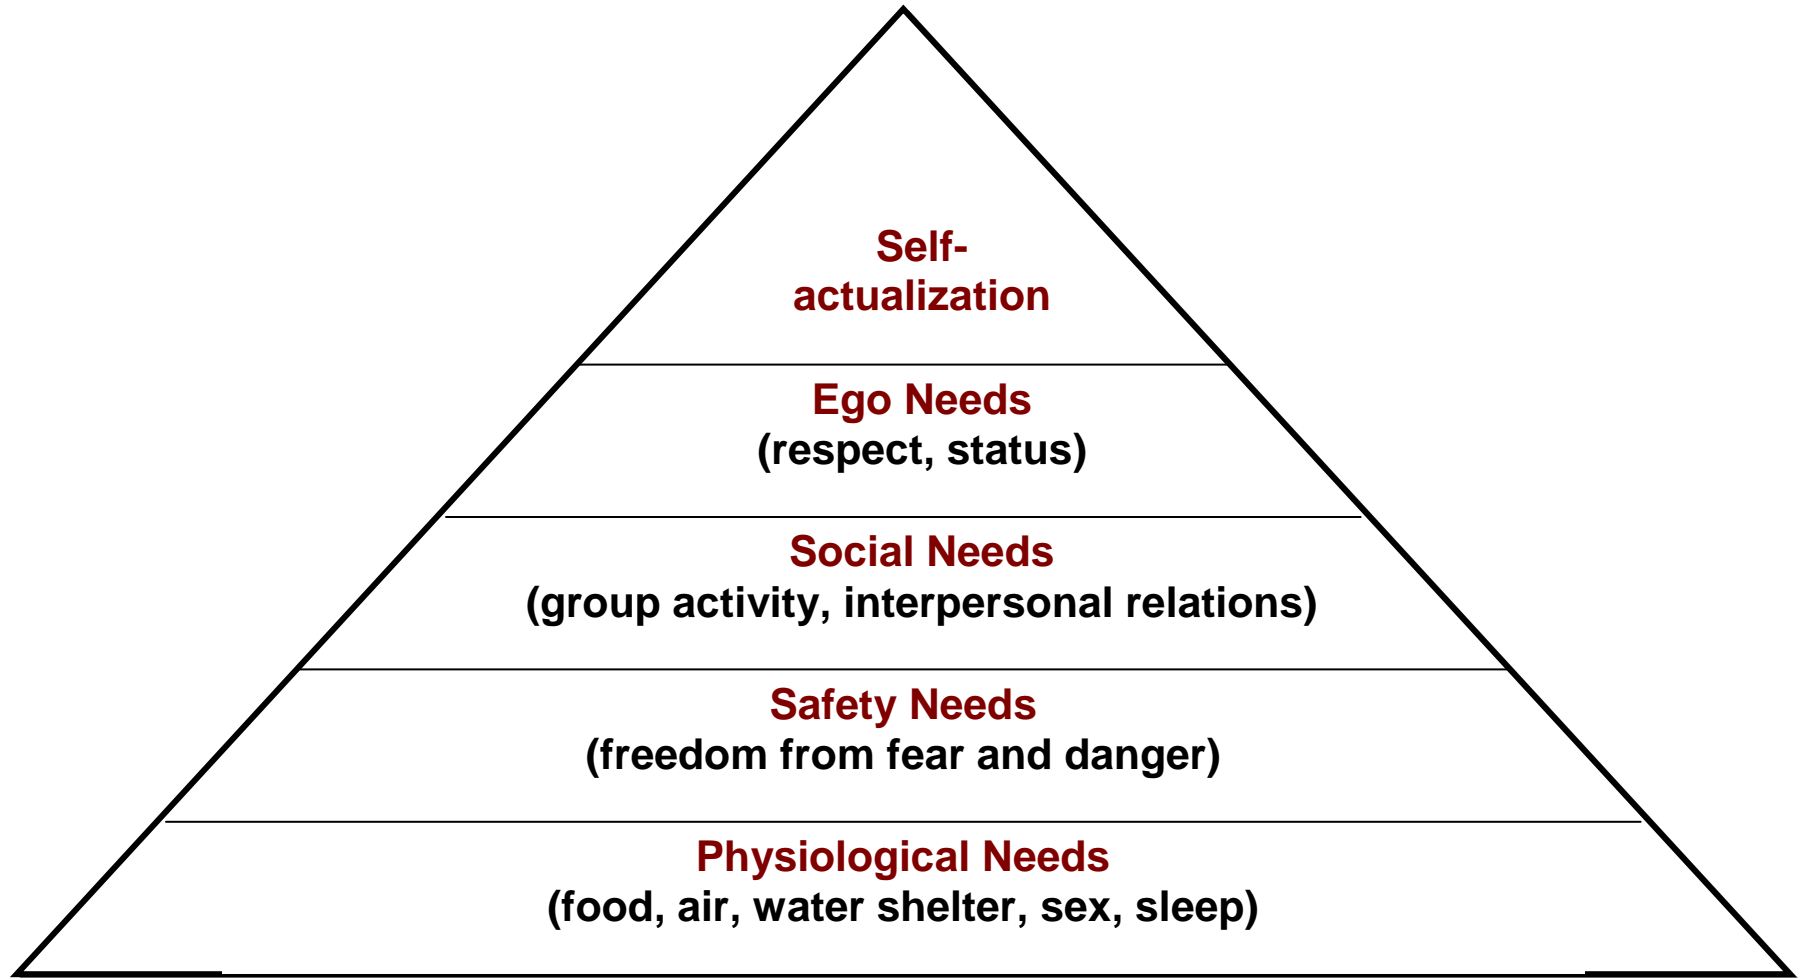 Self-
actualization
Ego Needs
(respect, status)
Social Needs
(group activity, interpersonal relations)
Safety Needs
(freedom from fear and danger)
Physiological Needs
(food, air, water shelter, sex, sleep)